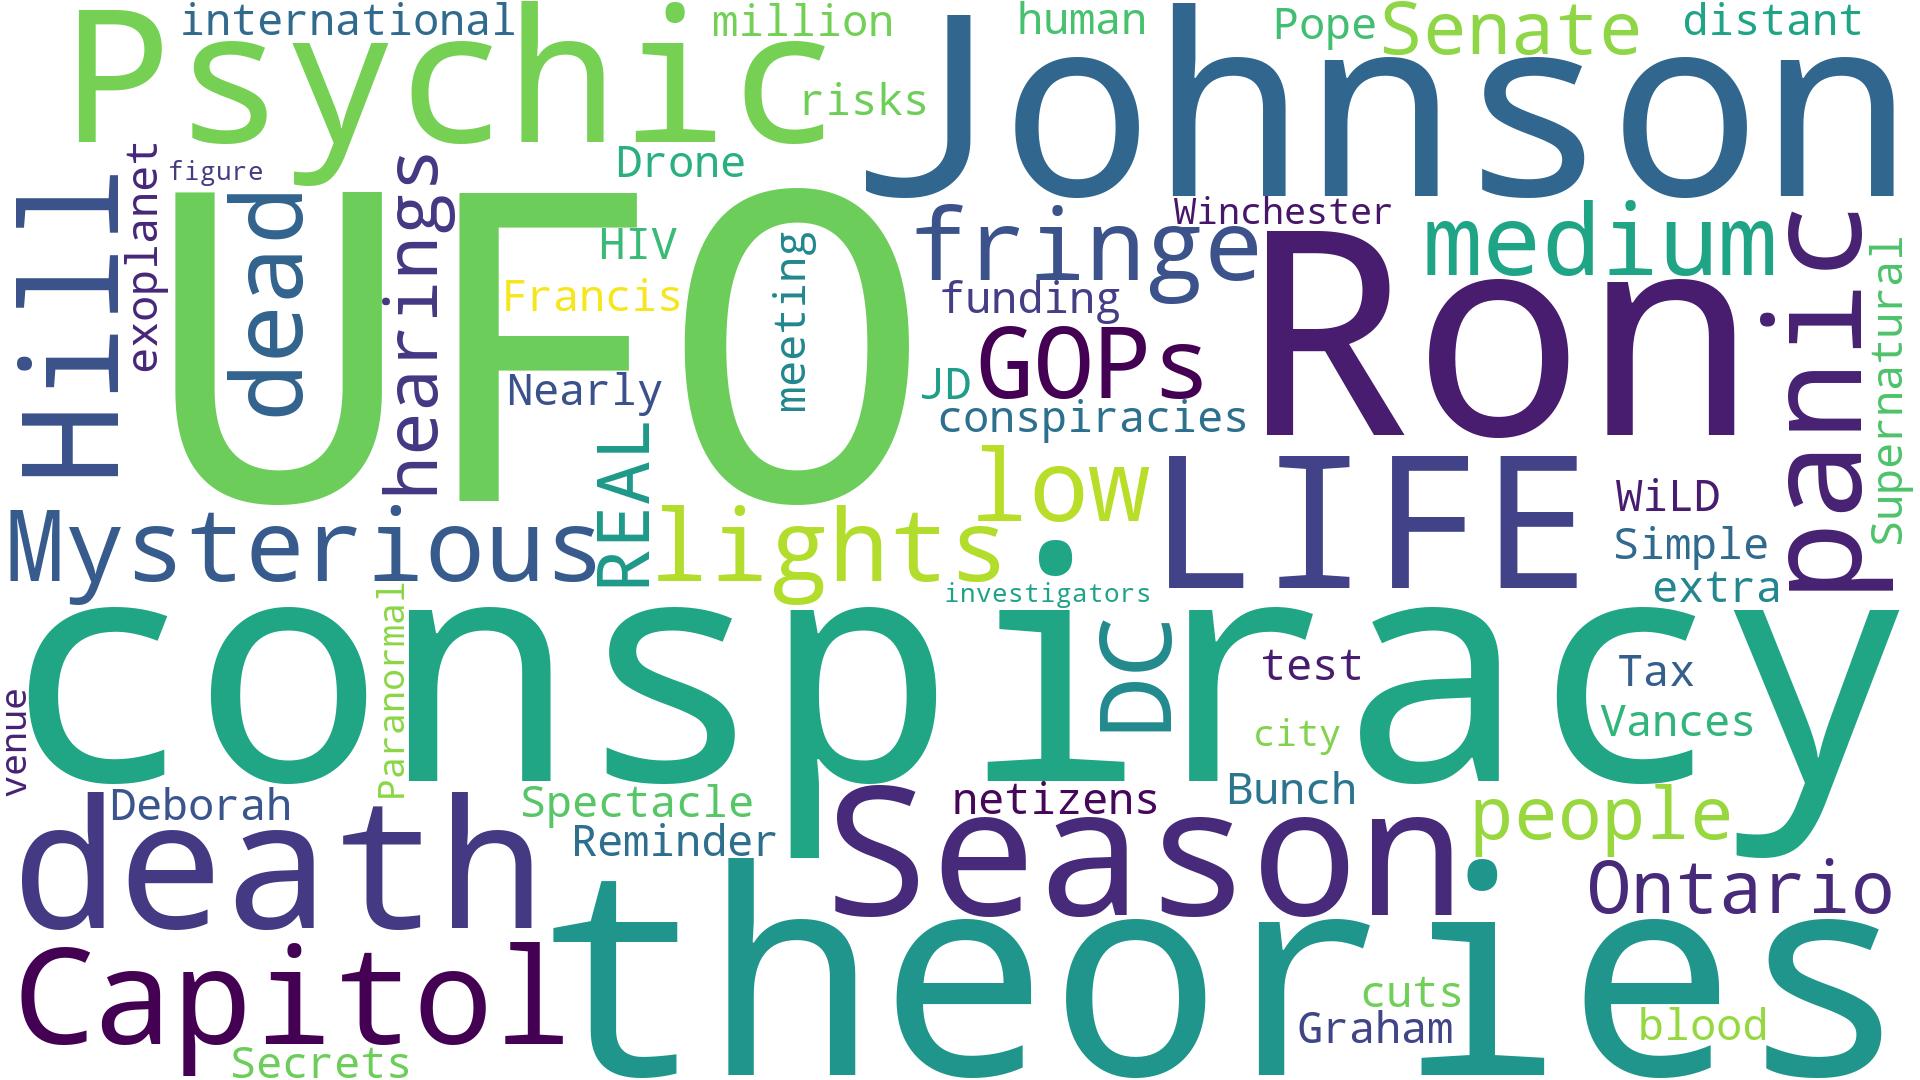 international
million
human
Pope
Senate
distant
Psychic
Johnson
risks
Drone
figure
exoplanet
Hill
dead
hearings
UFO
HIV
Francis
meeting
Nearly
fringe
Winchester
medium
funding
Ron
panic
Supernatural
GOPs
JD
conspiracies
low
LIFE
WiLD
Simple
extra
REAL
Mysterious
lights
investigators
conspiracy
Paranormal
DC
test
Tax
Vances
city
venue
Deborah
Spectacle
netizens
Bunch
people
death
Reminder
Season
Ontario
Capitol
theories
cuts
Graham
blood
Secrets